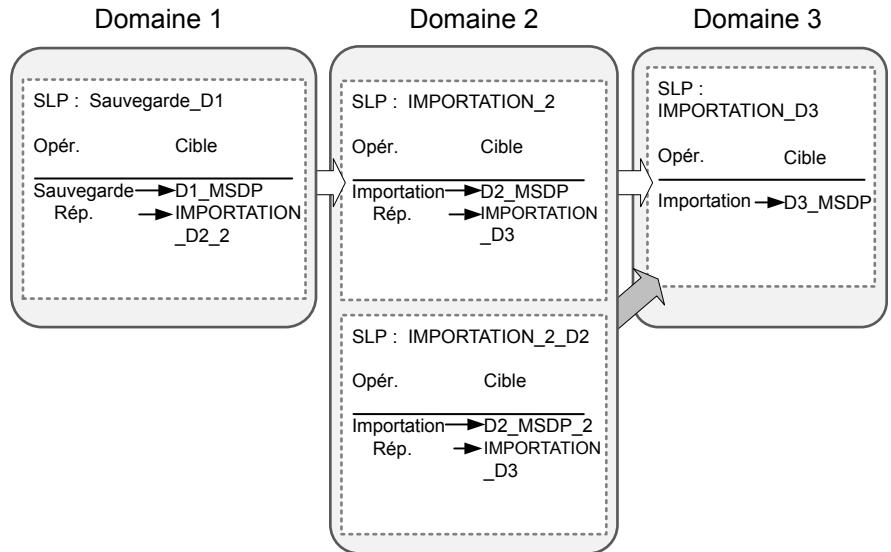 Domaine 1
SLP : Sauvegarde_D1
Opér. Cible
Sauvegarde D1_MSDP
Rép. IMPORTATION
_D2_2
Domaine 2
SLP : IMPORTATION_2
Opér. Cible
Importation D2_MSDP
Rép. IMPORTATION
_D3
SLP : IMPORTATION_2_D2
Opér. Cible
Importation D2_MSDP_2
Rép. IMPORTATION
_D3
Domaine 3
SLP :
IMPORTATION_D3
Opér. Cible
Importation D3_MSDP